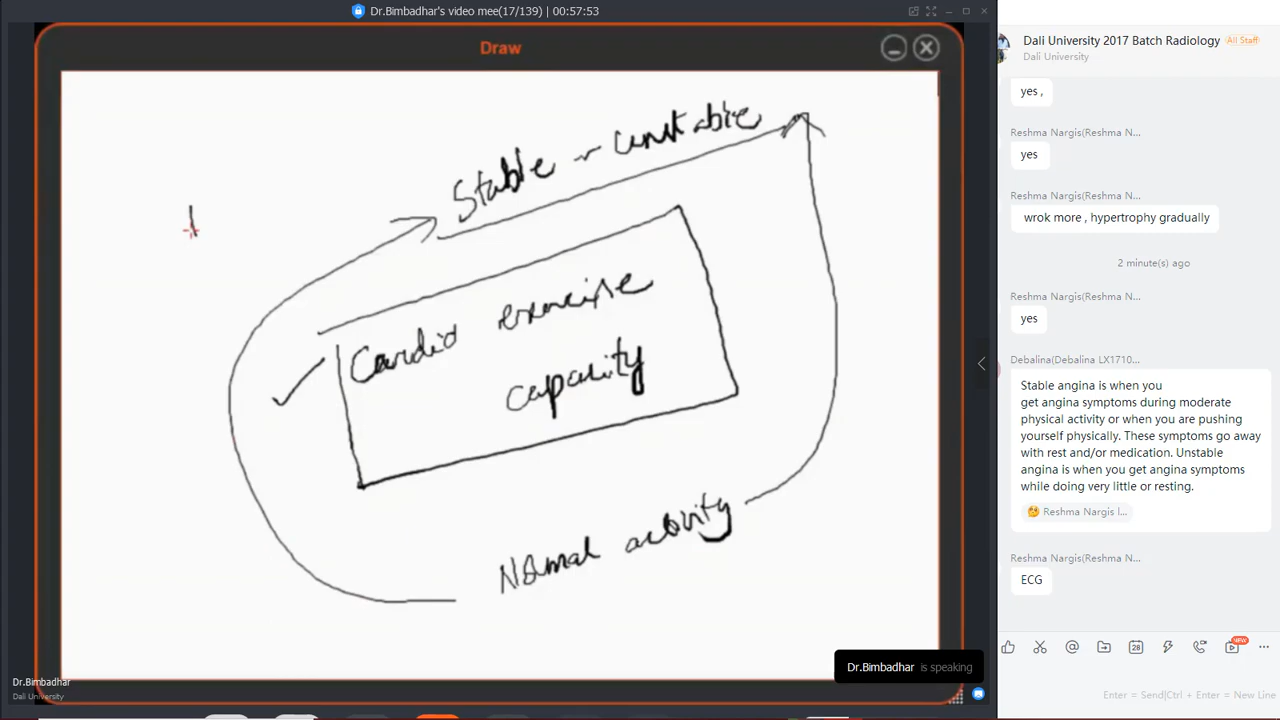 Dr.Bimbadhar's video mee(17/139) | 00:57:53
Draw
Stable - unstable
Cardio exercise
capacity
Normal activity
Dr.Bimbadhar
Dali University
Dr.Bimbadhar is speaking
Dali University 2017 Batch Radiology All Staff
Dali University
yes ,
Reshma Nargis(Reshma N...
yes
Reshma Nargis(Reshma N...
wrok more , hypertrophy gradually
2 minute(s) ago
Reshma Nargis(Reshma N...
yes
Debalina(Debalina LX1710...
Stable angina is when you
get angina symptoms during moderate
physical activity or when you are pushing
yourself physically. These symptoms go away
with rest and/or medication. Unstable
angina is when you get angina symptoms
while doing very little or resting.
Reshma Nargis l...
Reshma Nargis(Reshma N...
ECG
28
NEW
Enter = Send|Ctrl + Enter = New Line